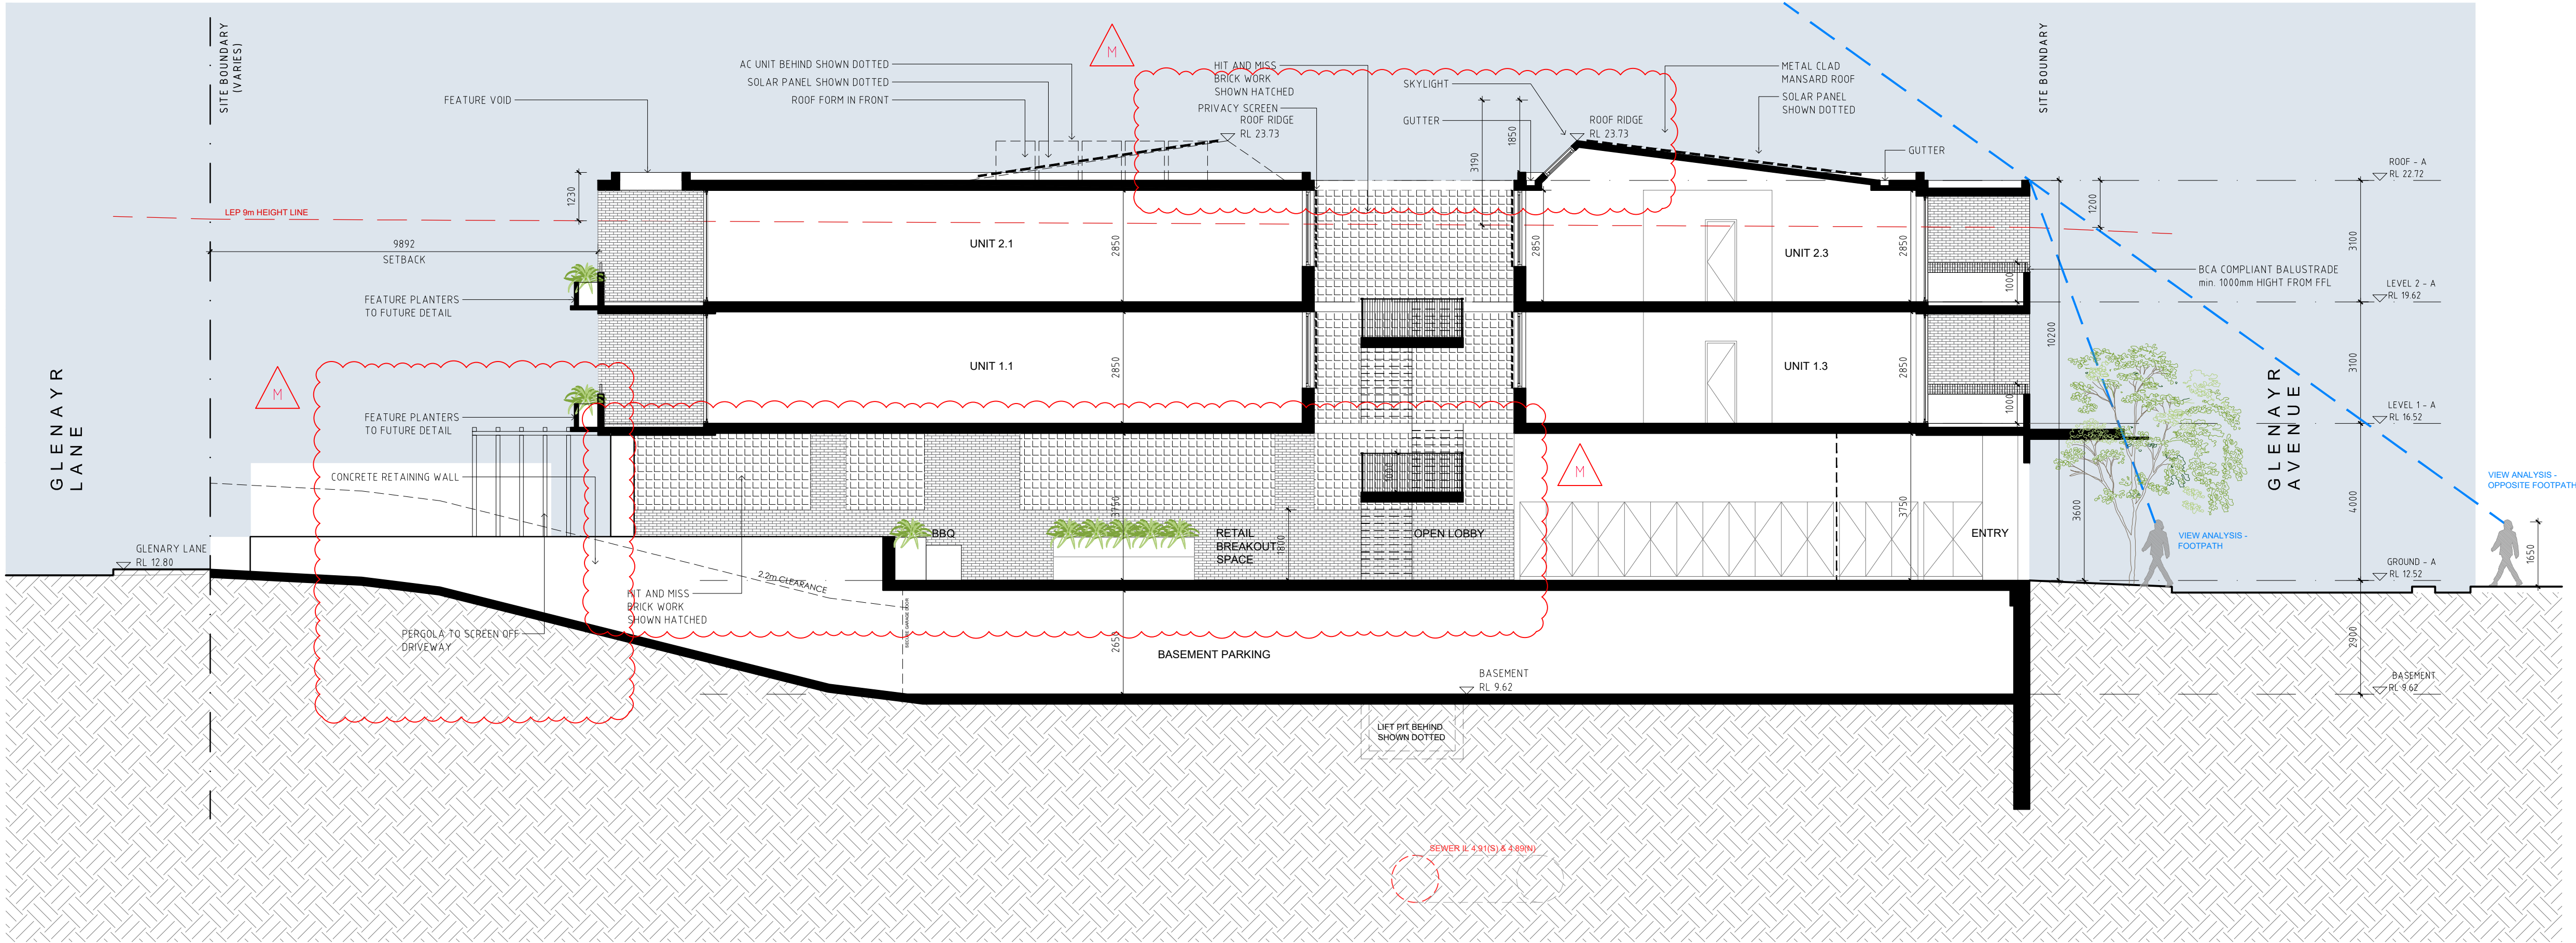 SITE BOUNDARY
(VARIES)
SITE BOUNDARY
M
AC UNIT BEHIND SHOWN DOTTED
SOLAR PANEL SHOWN DOTTED
FEATURE VOID
ROOF FORM IN FRONT
HIT AND MISS
BRICK WORK
SHOWN HATCHED
PRIVACY SCREEN
ROOF RIDGE
RL 23.73
SKYLIGHT
GUTTER
3190
1850
ROOF RIDGE
RL 23.73
METAL CLAD
MANSARD ROOF
SOLAR PANEL
SHOWN DOTTED
GUTTER
ROOF - A
RL 22.72
1230
LEP 9m HEIGHT LINE
1200
9892
SETBACK
UNIT 2.1
2850
2850
UNIT 2.3
2850
3100
1000
BCA COMPLIANT BALUSTRADE
min. 1000mm HIGHT FROM FFL
LEVEL 2 - A
RL 19.62
FEATURE PLANTERS
TO FUTURE DETAIL
10200
M
UNIT 1.1
2850
UNIT 1.3
2850
3100
1000
LEVEL 1 - A
RL 16.52
GLENAYR
LANE
FEATURE PLANTERS
TO FUTURE DETAIL
GLENAYR
AVENUE
CONCRETE RETAINING WALL
M
1000
VIEW ANALYSIS -
OPPOSITE FOOTPATH
3750
3750
3600
4000
BBQ
RETAIL
BREAKOUT
SPACE
1800
OPEN LOBBY
ENTRY
VIEW ANALYSIS -
FOOTPATH
1650
GLENARY LANE
RL 12.80
2.2m CLEARANCE
GROUND - A
RL 12.52
HIT AND MISS
BRICK WORK
SHOWN HATCHED
PERGOLA TO SCREEN OFF
DRIVEWAY
2650
BASEMENT PARKING
2900
BASEMENT
RL 9.62
BASEMENT
RL 9.62
LIFT PIT BEHIND
SHOWN DOTTED
SEWER IL 4.91(S) & 4.89(N)